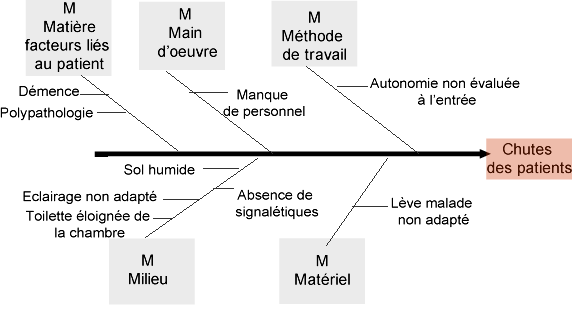 M
Matière
facteurs liés
au patient
M
Main
d'oeuvre
M
Méthode
de travail
Démence
Polypathologie
Manque
de personnel
Autonomie non évaluée
à l'entrée
Chutes
des patients
Sol humide
Eclairage non adapté
Toilette éloignée de
la chambre
Absence de
signalétiques
Lève malade
non adapté
M
Milieu
M
Matériel